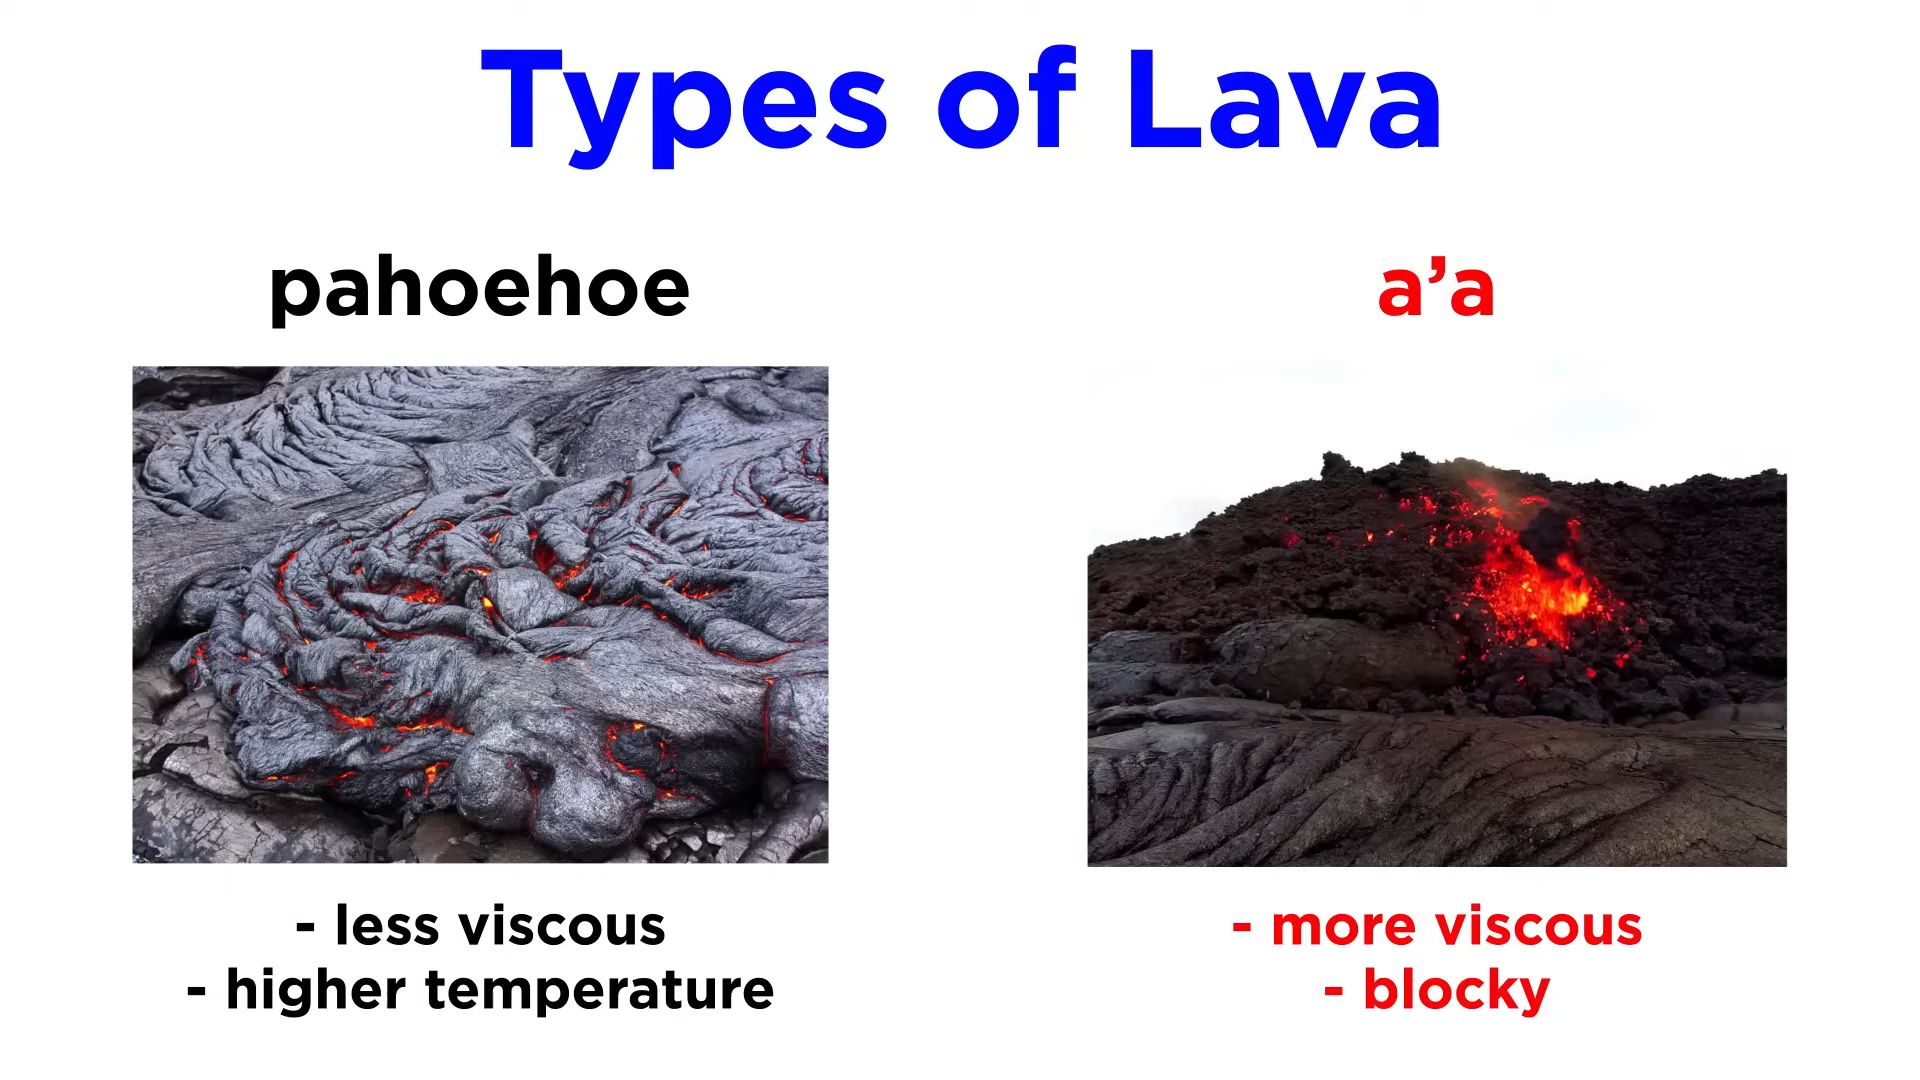 Types of Lava
pahoehoe
a’a
- less viscous
- higher temperature
- more viscous
- blocky